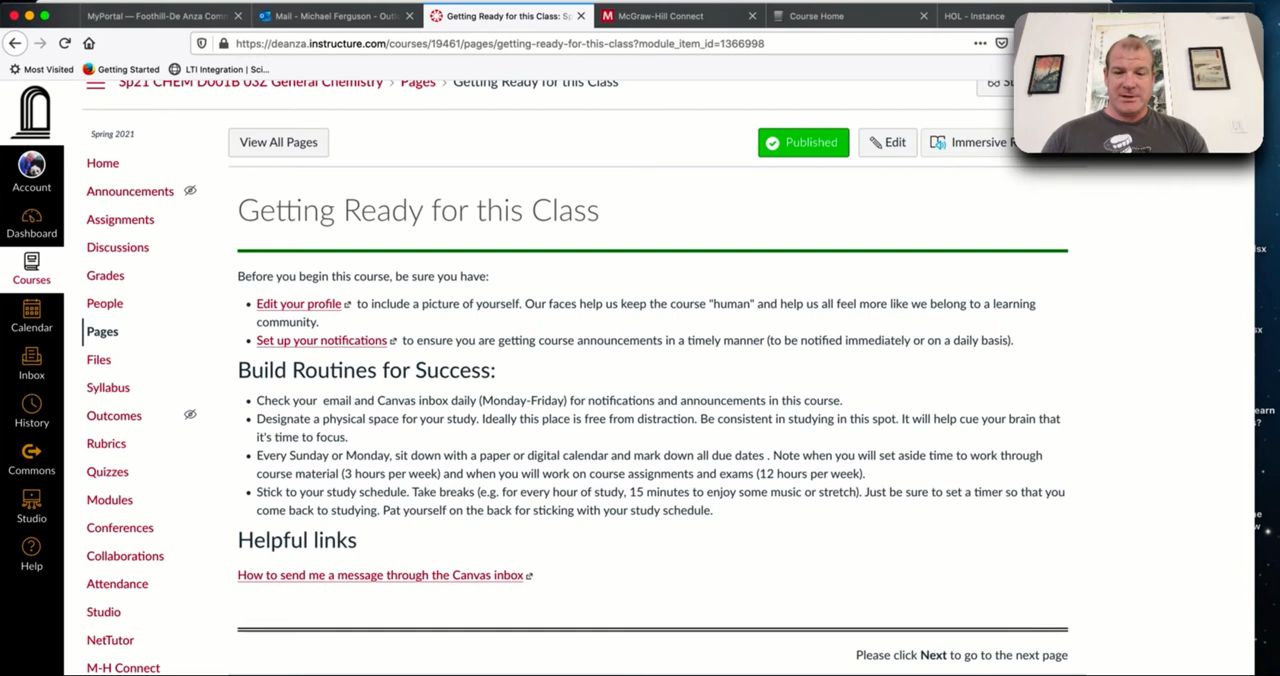 MyPortal — Foothill-De Anza Comm
Mail - Michael Ferguson - Outl
Getting Ready for this Class: Sp
McGraw-Hill Connect
Course Home
HOL - Instance
https://deanza.instructure.com/courses/19461/pages/getting-ready-for-this-class?module_item_id=1366998
Most Visited
Getting Started
LTI Integration | Sci...
Sp21 CHEM D001B 03Z General Chemistry > Pages > Getting Ready for this Class
Spring 2021
View All Pages
Published
Edit
Immersive R
Account
Dashboard
Courses
Calendar
Inbox
History
Commons
Studio
Help
Home
Announcements
Assignments
Discussions
Grades
People
Pages
Files
Syllabus
Outcomes
Rubrics
Quizzes
Modules
Conferences
Collaborations
Attendance
Studio
NetTutor
M-H Connect
Getting Ready for this Class
Before you begin this course, be sure you have:
• Edit your profile to include a picture of yourself. Our faces help us keep the course "human" and help us all feel more like we belong to a learning
community.
• Set up your notifications to ensure you are getting course announcements in a timely manner (to be notified immediately or on a daily basis).
Build Routines for Success:
• Check your email and Canvas inbox daily (Monday-Friday) for notifications and announcements in this course.
• Designate a physical space for your study. Ideally this place is free from distraction. Be consistent in studying in this spot. It will help cue your brain that
it's time to focus.
• Every Sunday or Monday, sit down with a paper or digital calendar and mark down all due dates . Note when you will set aside time to work through
course material (3 hours per week) and when you will work on course assignments and exams (12 hours per week).
• Stick to your study schedule. Take breaks (e.g. for every hour of study, 15 minutes to enjoy some music or stretch). Just be sure to set a timer so that you
come back to studying. Pat yourself on the back for sticking with your study schedule.
Helpful links
How to send me a message through the Canvas inbox
Please click Next to go to the next page